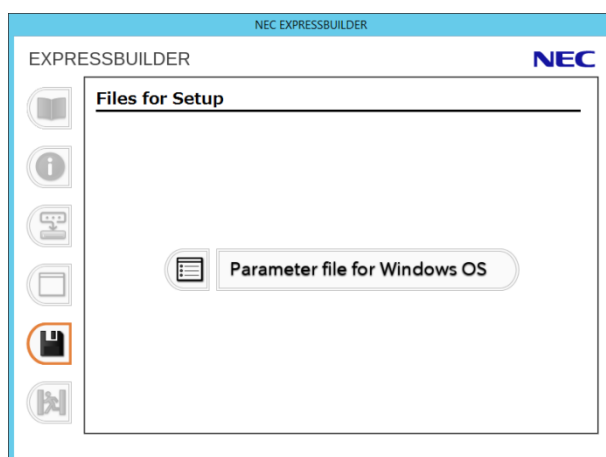 NEC EXPRESSBUILDER
EXPRESSBUILDER
NEC
Files for Setup
Parameter file for Windows OS